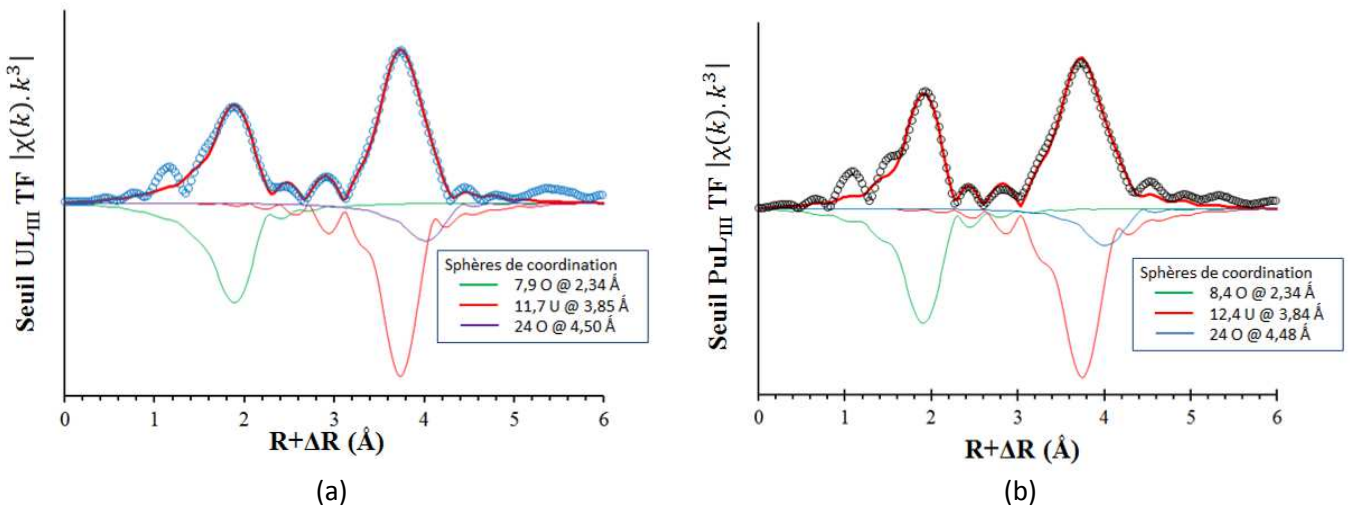 Seuil UL_III TF |χ(k).k³|
Sphères de coordination
7,9 O @ 2,34 Å
11,7 U @ 3,85 Å
24 O @ 4,50 Å
0 1 2 3 4 5 6
R+ΔR (Å)
(a)
Seuil PuL_III TF |χ(k).k³|
Sphères de coordination
8,4 O @ 2,34 Å
12,4 U @ 3,84 Å
24 O @ 4,48 Å
0 1 2 3 4 5 6
R+ΔR (Å)
(b)